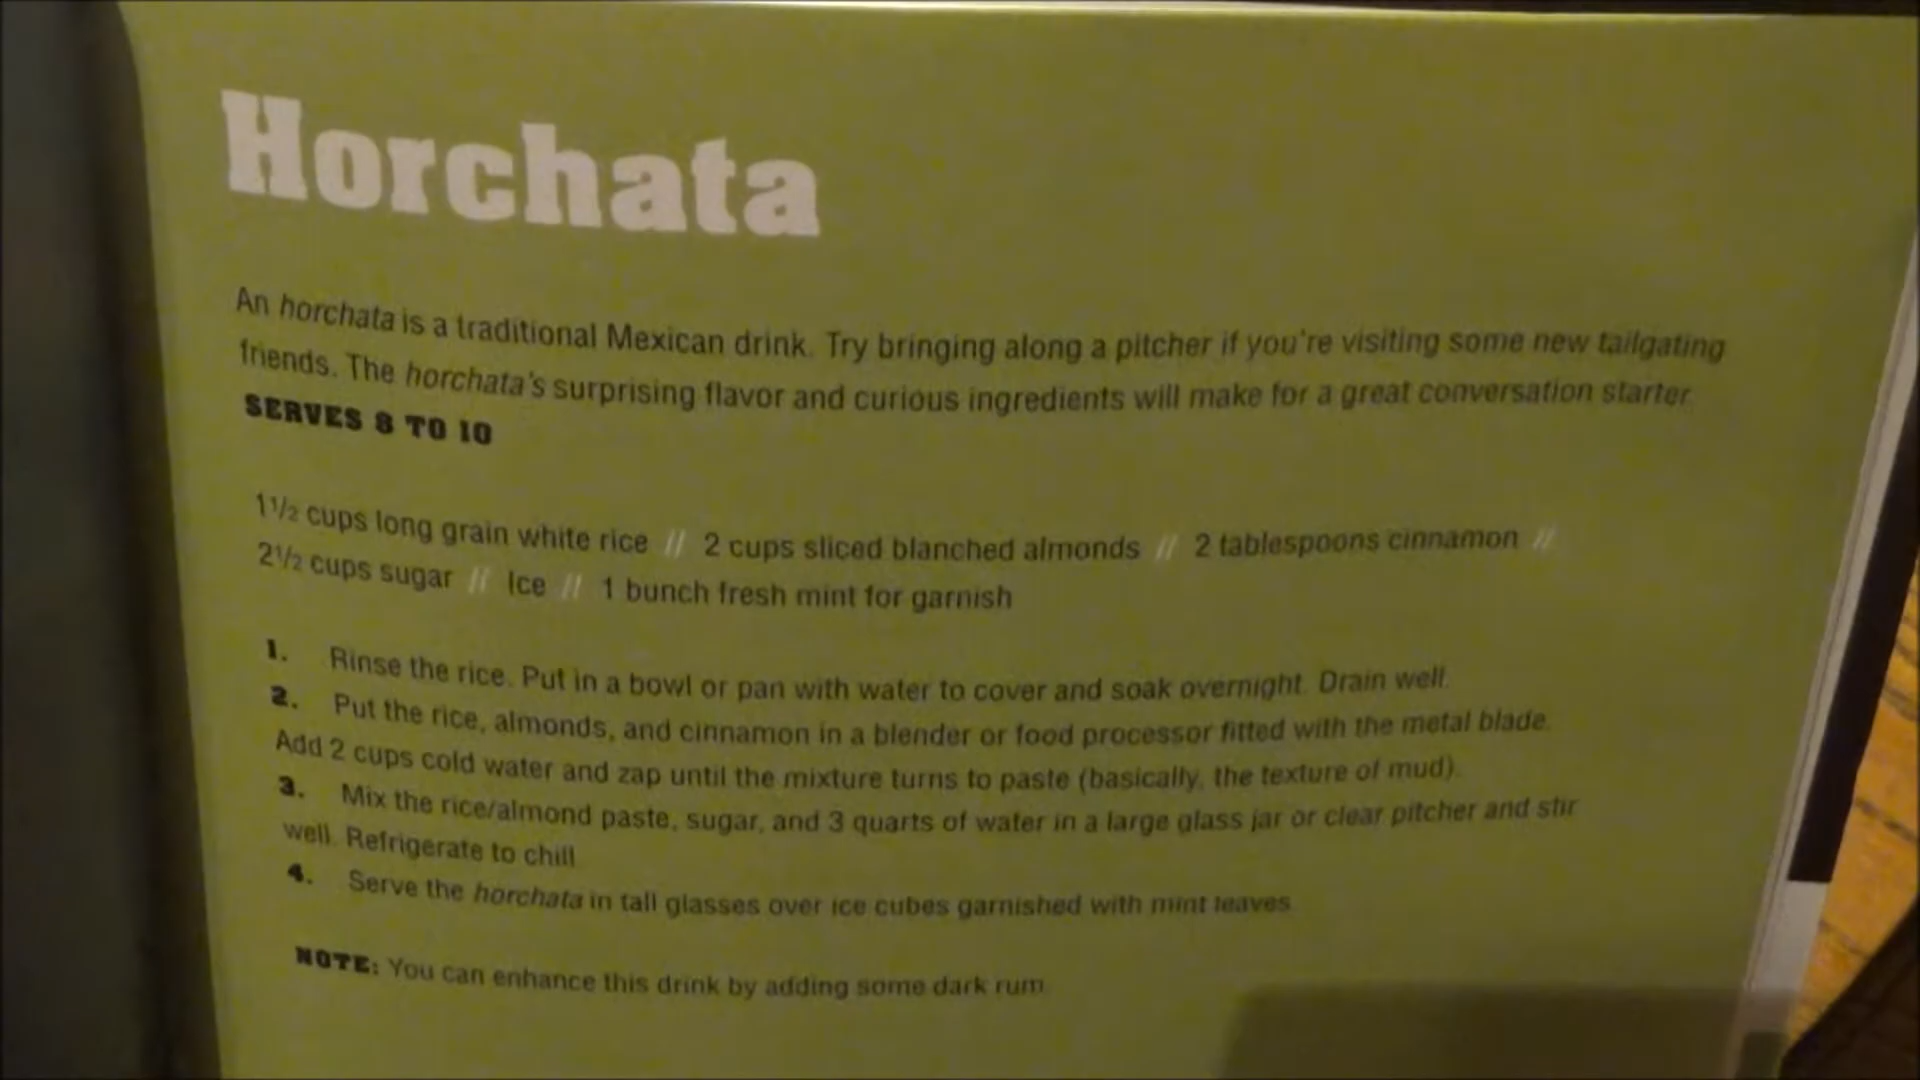 Horchata
An horchata is a traditional Mexican drink. Try bringing along a pitcher if you're visiting some new tailgating
friends. The horchata's surprising flavor and curious ingredients will make for a great conversation starter.
SERVES 8 TO 10
1½ cups long grain white rice // 2 cups sliced blanched almonds // 2 tablespoons cinnamon //
2½ cups sugar // Ice // 1 bunch fresh mint for garnish
1. Rinse the rice. Put in a bowl or pan with water to cover and soak overnight. Drain well.
2. Put the rice, almonds, and cinnamon in a blender or food processor fitted with the metal blade.
Add 2 cups cold water and zap until the mixture turns to paste (basically, the texture of mud).
3. Mix the rice/almond paste, sugar, and 3 quarts of water in a large glass jar or clear pitcher and stir
well. Refrigerate to chill.
4. Serve the horchata in tall glasses over ice cubes garnished with mint leaves.
NOTE: You can enhance this drink by adding some dark rum.